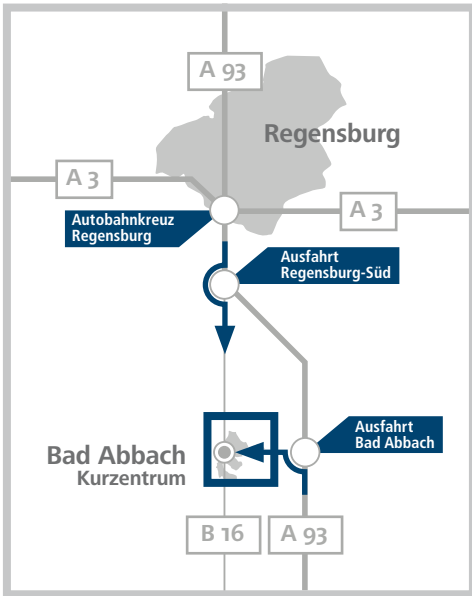 A 93
Regensburg
A 3
A 3
Autobahnkreuz
Regensburg
Ausfahrt
Regensburg-Süd
Ausfahrt
Bad Abbach
Bad Abbach
Kurzentrum
B 16
A 93